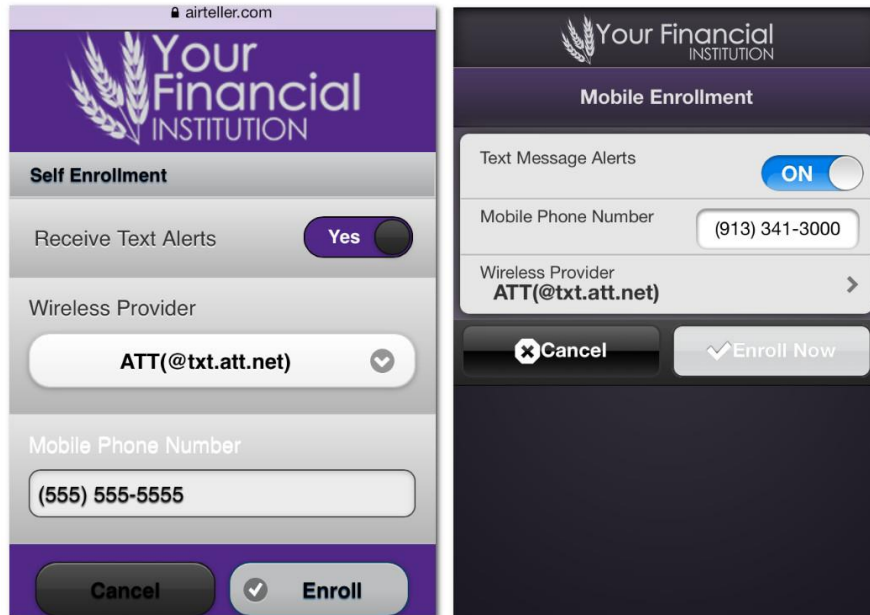 airteller.com
Your
Financial
INSTITUTION
Self Enrollment
Receive Text Alerts
Yes
Wireless Provider
ATT(@txt.att.net)
Mobile Phone Number
(555) 555-5555
Cancel
Enroll
Your Financial
INSTITUTION
Mobile Enrollment
Text Message Alerts
ON
Mobile Phone Number
(913) 341-3000
Wireless Provider
ATT(@txt.att.net)
Cancel
Enroll Now